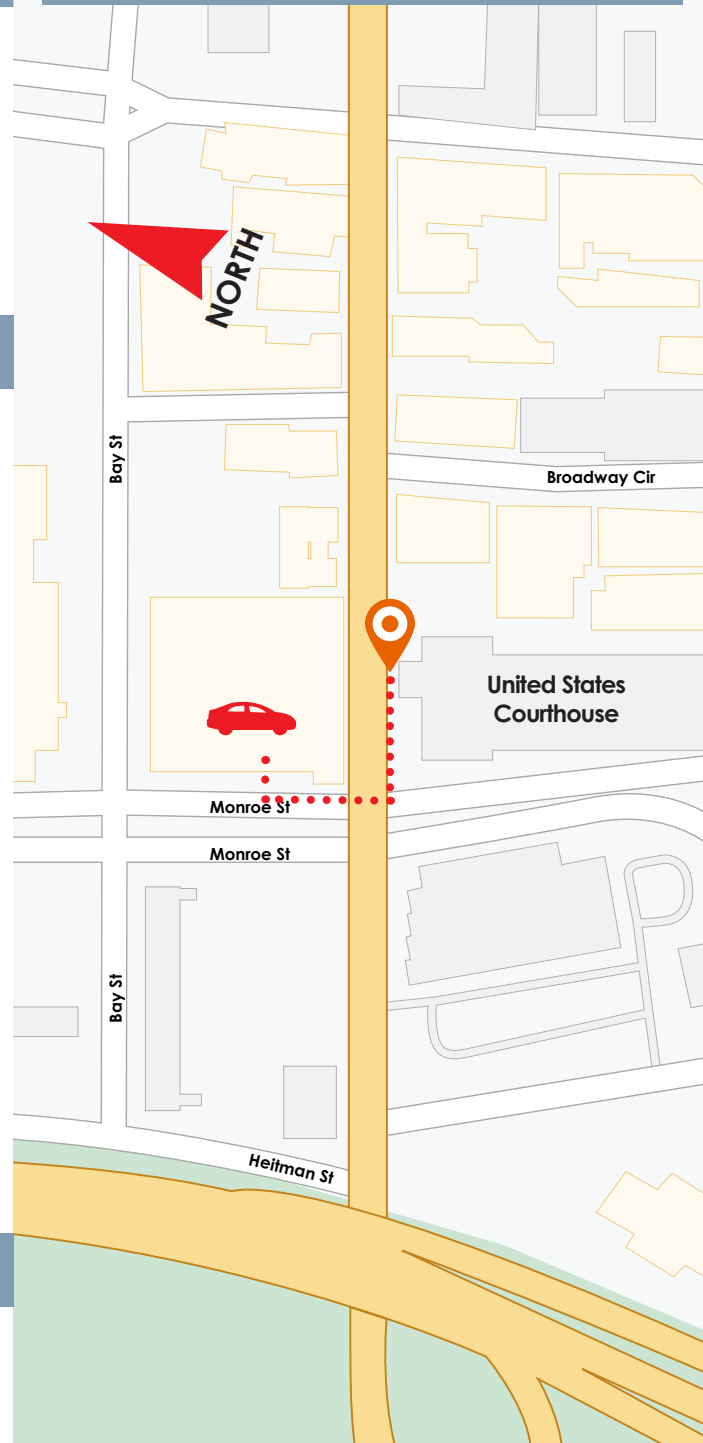 NORTH
Bay St
Broadway Cir
United States
Courthouse
Monroe St
Monroe St
Bay St
Heitman St